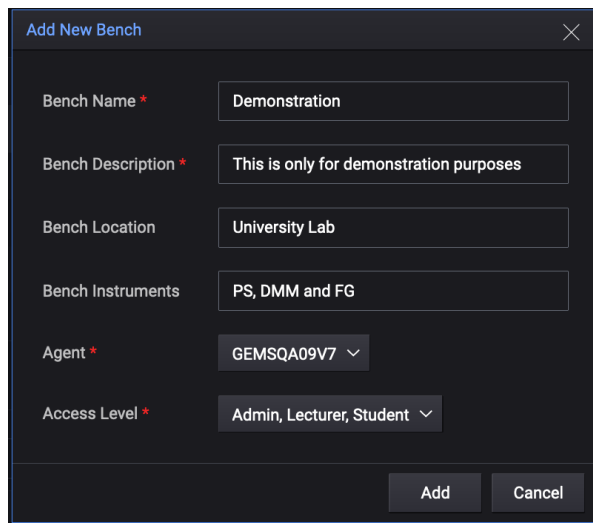 Add New Bench
Bench Name * Demonstration
Bench Description * This is only for demonstration purposes
Bench Location University Lab
Bench Instruments PS, DMM and FG
Agent * GEMSQA09V7
Access Level * Admin, Lecturer, Student
Add Cancel